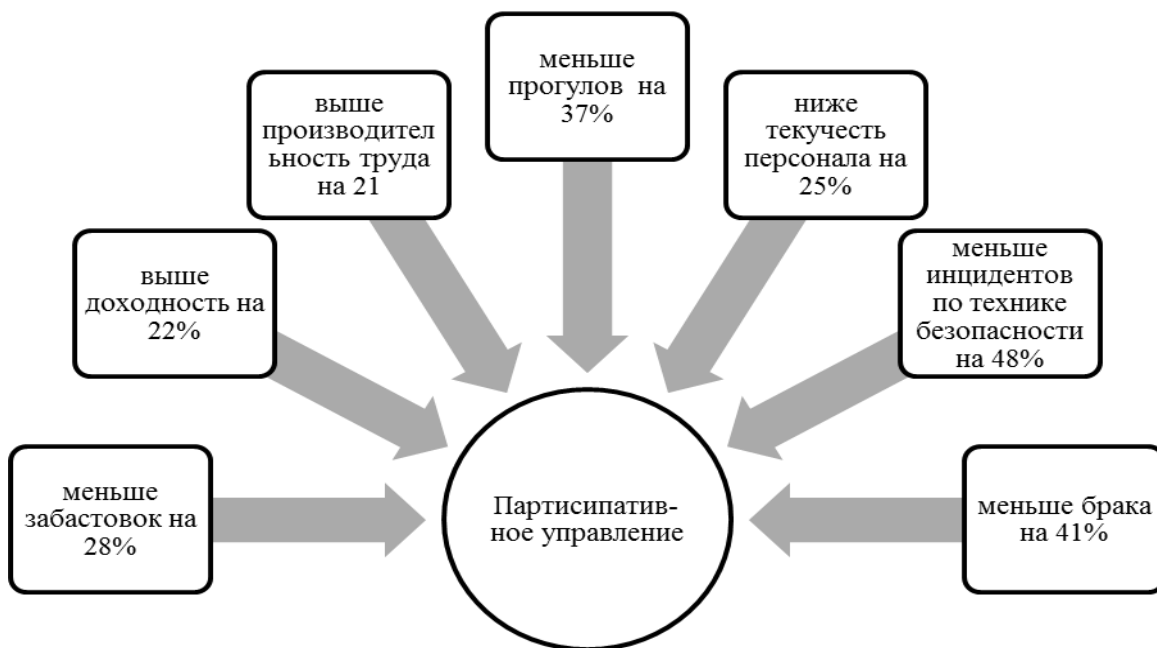 меньше
забастовок на
28%
выше
доходность на
22%
выше
производител
ьность труда
на 21
меньше
прогулов  на
37%
ниже
текучесть
персонала на
25%
меньше
инцидентов
по технике
безопасности
на 48%
меньше брака
на 41%
Партисипатив-
ное управление